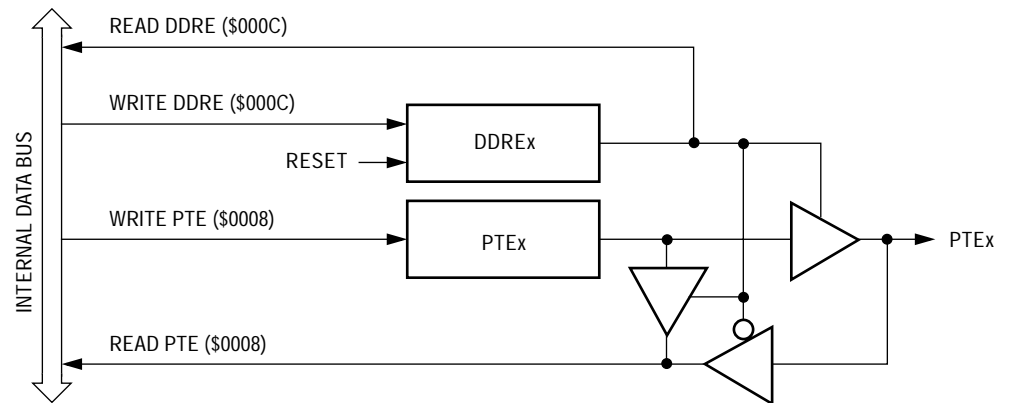 READ DDRE ($000C)
WRITE DDRE ($000C)
DDREx
RESET
INTERNAL DATA BUS
WRITE PTE ($0008)
PTEx
PTEx
READ PTE ($0008)